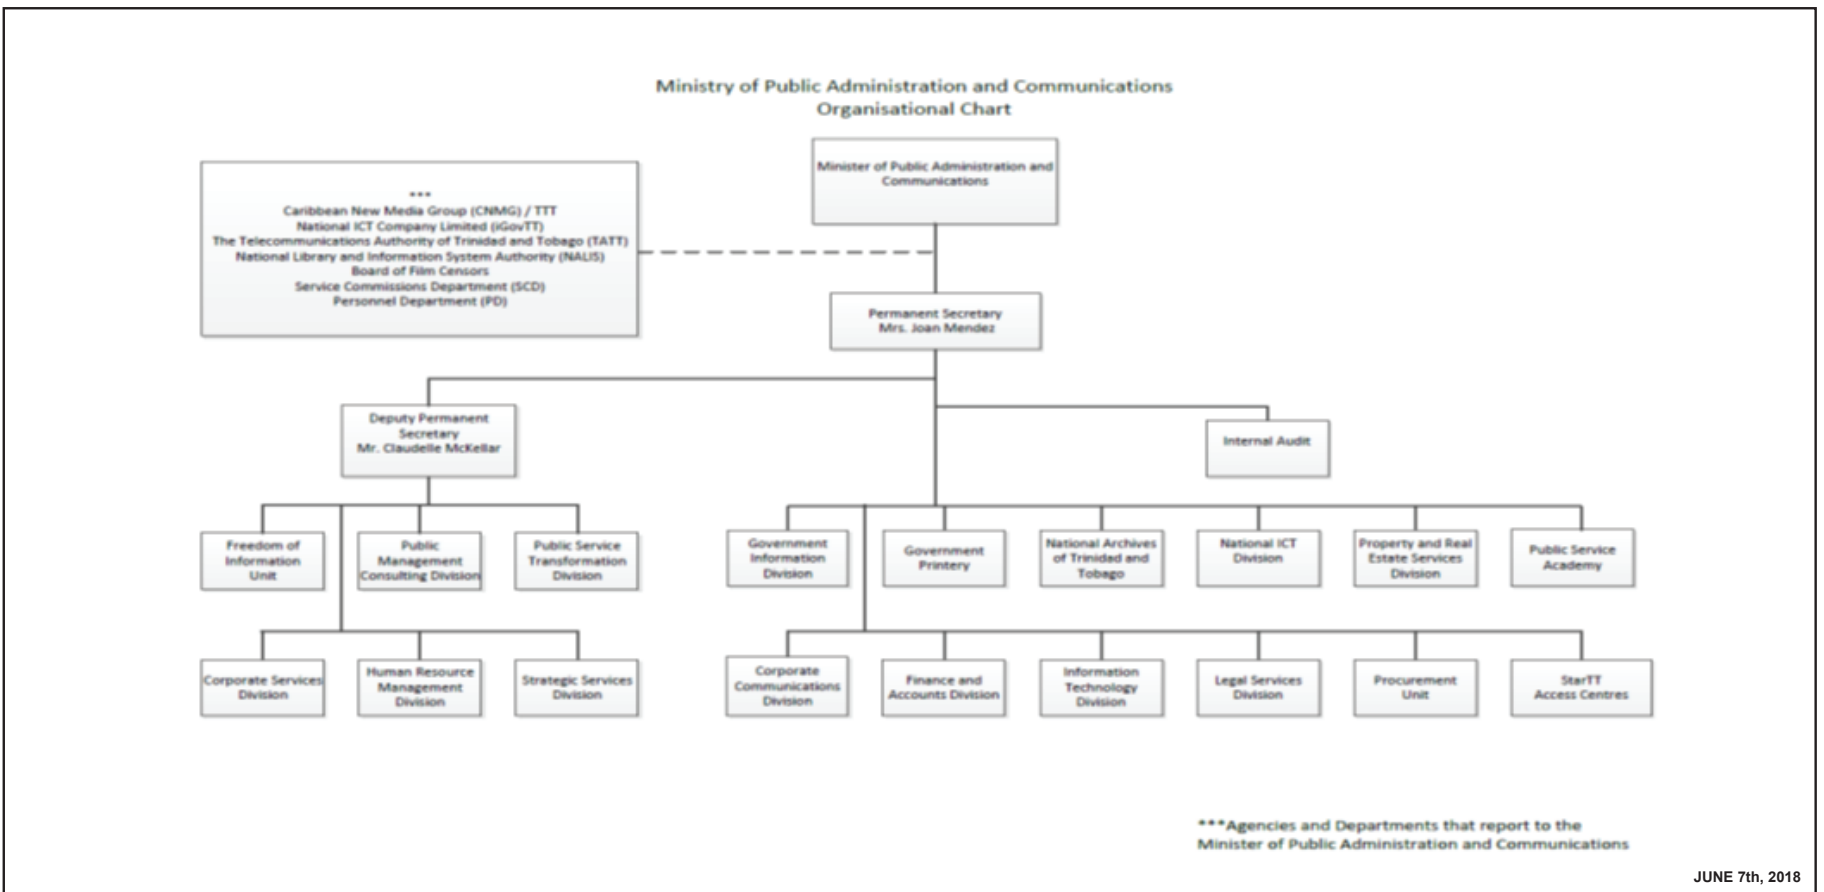 Ministry of Public Administration and Communications
Organisational Chart
Minister of Public Administration and
Communications
***
Caribbean New Media Group (CNMG) / TTT
National ICT Company Limited (iGovTT)
The Telecommunications Authority of Trinidad and Tobago (TATT)
National Library and Information System Authority (NALIS)
Board of Film Censors
Service Commissions Department (SCD)
Personnel Department (PD)
Permanent Secretary
Mrs. Joan Mendez
Deputy Permanent
Secretary
Mr. Claudelle McKellar
Internal Audit
Freedom of
Information
Unit
Public
Management
Consulting Division
Public Service
Transformation
Division
Government
Information
Division
Government
Printery
National Archives
of Trinidad and
Tobago
National ICT
Division
Property and Real
Estate Services
Division
Public Service
Academy
Corporate Services
Division
Human Resource
Management
Division
Strategic Services
Division
Corporate
Communications
Division
Finance and
Accounts Division
Information
Technology
Division
Legal Services
Division
Procurement
Unit
StarTT
Access Centres
***Agencies and Departments that report to the
Minister of Public Administration and Communications
JUNE 7th, 2018